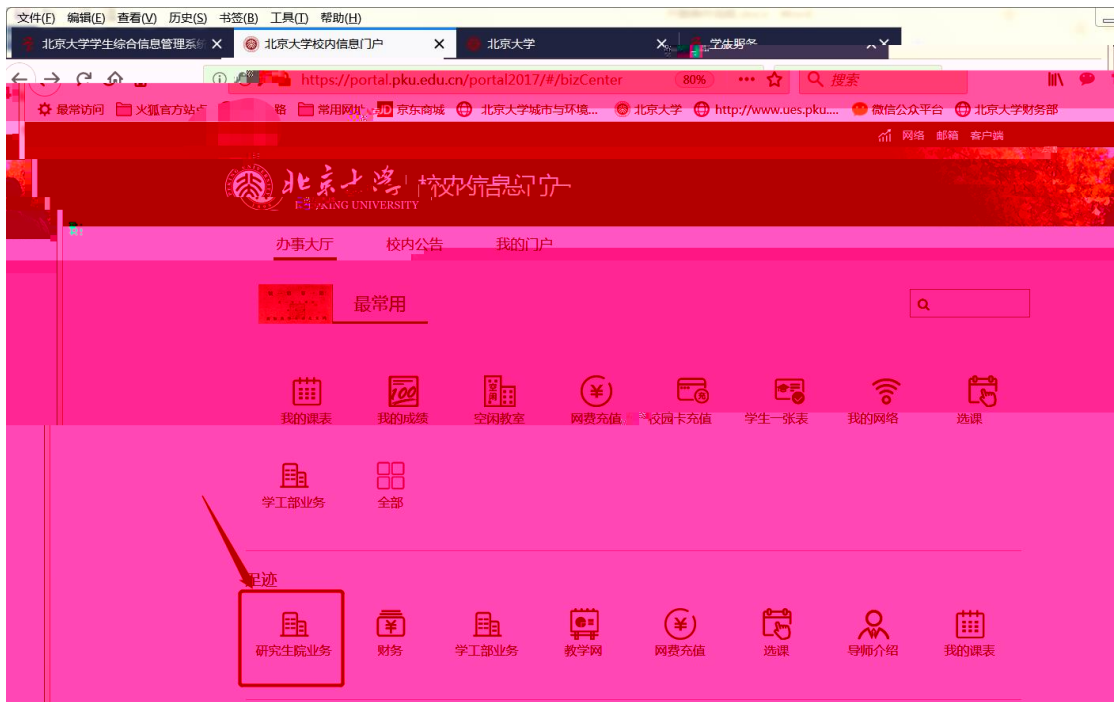 文件(F) 编辑(E) 查看(V) 历史(S) 书签(B) 工具(T) 帮助(H)
北京大学学生综合信息管理系统 × 北京大学校内信息门户 × 北京大学 × 学生服务 ×
https://portal.pku.edu.cn/portal2017/#/bizCenter 80% ••• 搜索
最常访问 火狐官方站点 常用网址 JD 京东商城 北京大学城市与环境... 北京大学 http://www.ues.pku.... 微信公众平台 北京大学财务部
网络 邮箱 客户端
北京大学 校内信息门户
PEKING UNIVERSITY
办事大厅 校内公告 我的门户
最常用
我的课表 我的成绩 空闲教室 网费充值 校园卡充值 学生一张表 我的网络 选课
学工部业务 全部
足迹
研究生院业务 财务 学工部业务 教学网 网费充值 选课 导师介绍 我的课表